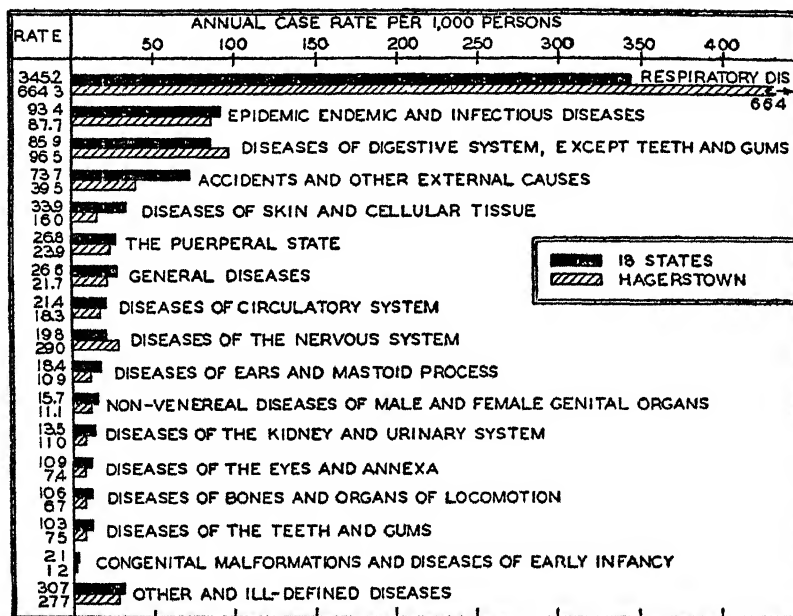 ANNUAL CASE RATE PER 1,000 PERSONS
RATE 50 100 150 200 250 300 350 400
345.2
664.3 RESPIRATORY DIS
664
93.4
87.7 EPIDEMIC ENDEMIC AND INFECTIOUS DISEASES
85.9
96.5 DISEASES OF DIGESTIVE SYSTEM, EXCEPT TEETH AND GUMS
73.7
39.5 ACCIDENTS AND OTHER EXTERNAL CAUSES
33.9
16.0 DISEASES OF SKIN AND CELLULAR TISSUE
26.8
23.9 THE PUERPERAL STATE
26.6
21.7 GENERAL DISEASES
18 STATES
HAGERSTOWN
21.4
18.3 DISEASES OF CIRCULATORY SYSTEM
19.8
29.0 DISEASES OF THE NERVOUS SYSTEM
18.4
10.9 DISEASES OF EARS AND MASTOID PROCESS
15.7
11.1 NON-VENEREAL DISEASES OF MALE AND FEMALE GENITAL ORGANS
13.5
11.0 DISEASES OF THE KIDNEY AND URINARY SYSTEM
10.9
7.4 DISEASES OF THE EYES AND ANNEXA
10.6
6.7 DISEASES OF BONES AND ORGANS OF LOCOMOTION
10.3
7.5 DISEASES OF THE TEETH AND GUMS
2.1
1.2 CONGENITAL MALFORMATIONS AND DISEASES OF EARLY INFANCY
30.7
27.7 OTHER AND ILL-DEFINED DISEASES